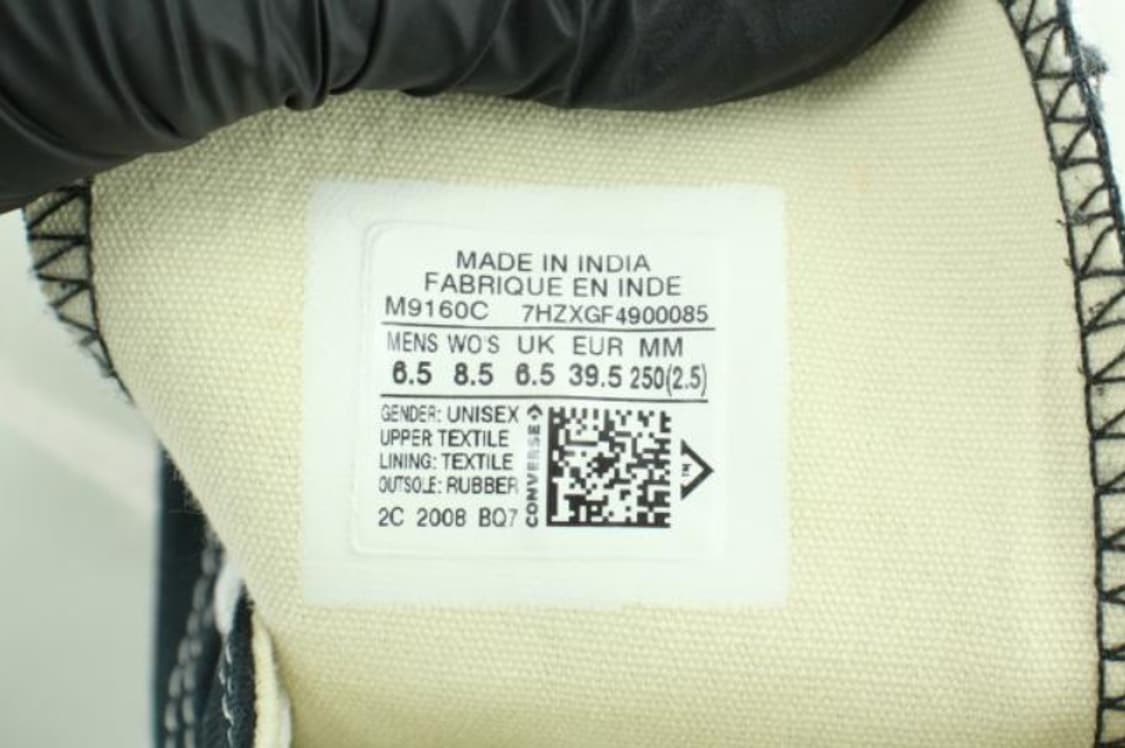 MADE IN INDIA
FABRIQUE EN INDE
M9160C 7HZXGF4900085
MENS WO'S UK EUR MM
6.5 8.5 6.5 39.5 250(2.5)
GENDER: UNISEX
UPPER TEXTILE
LINING: TEXTILE
OUTSOLE: RUBBER
2C 2008 BQ7
CONVERSE
TM